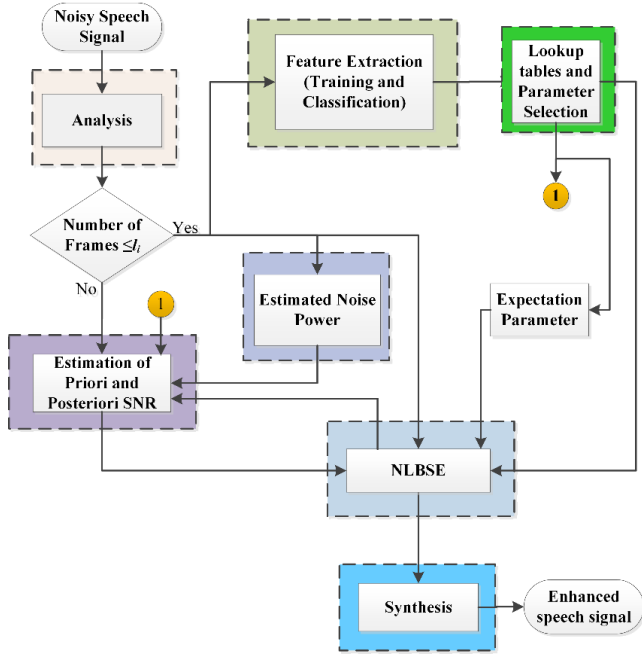 Noisy Speech
Signal
Feature Extraction
(Training and
Classification)
Lookup
tables and
Parameter
Selection
Analysis
1
Number of
Frames ≤lᵢ
Yes
No
1
Estimated Noise
Power
Expectation
Parameter
Estimation of
Priori and
Posteriori SNR
NLBSE
Synthesis
Enhanced
speech signal